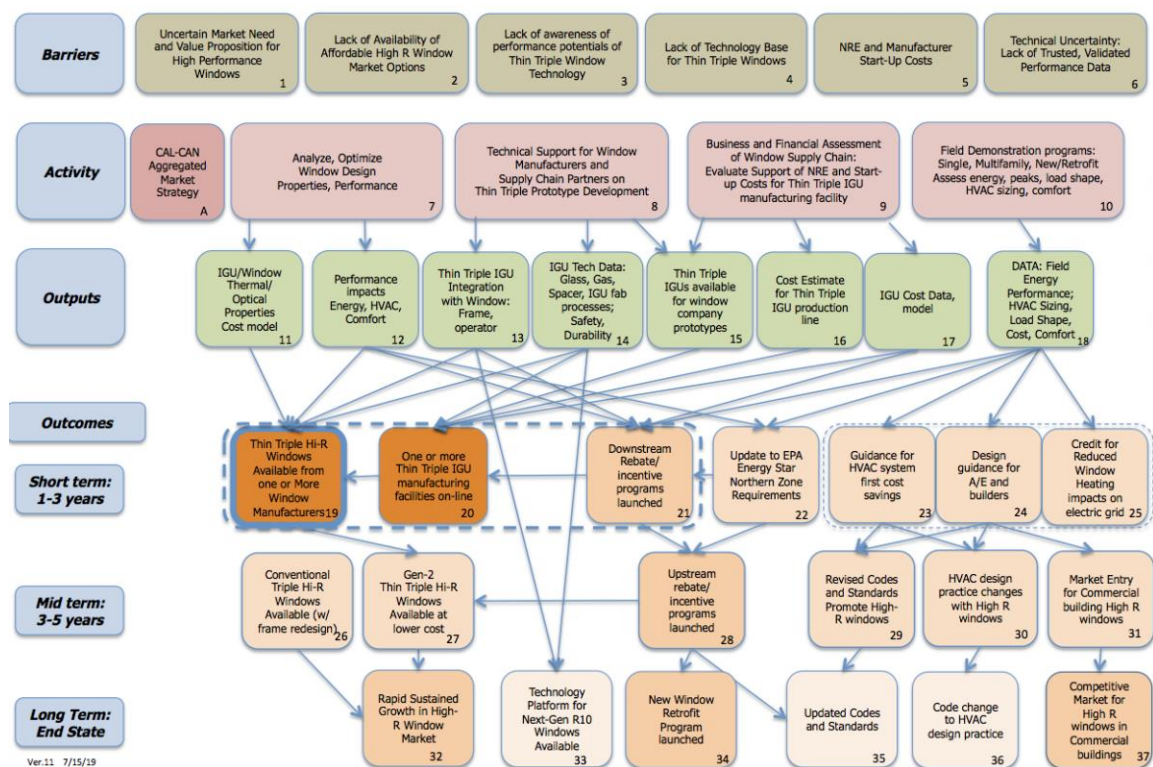 Barriers
Uncertain Market Need
and Value Proposition for
High Performance
Windows
1
Lack of Availability of
Affordable High R Window
Market Options
2
Lack of awareness of
performance potentials of
Thin Triple Window
Technology
3
Lack of Technology Base
for Thin Triple Windows
4
NRE and Manufacturer
Start-Up Costs
5
Technical Uncertainty:
Lack of Trusted, Validated
Performance Data
6
Activity
CAL-CAN
Aggregated
Market
Strategy
A
Analyze, Optimize
Window Design
Properties, Performance
7
Technical Support for Window
Manufacturers and
Supply Chain Partners on
Thin Triple Prototype Development
8
Business and Financial Assessment
of Window Supply Chain:
Evaluate Support of NRE and Start-
up Costs for Thin Triple IGU
manufacturing facility
9
Field Demonstration programs:
Single, Multifamily, New/Retrofit
Assess energy, peaks, load shape,
HVAC sizing, comfort
10
Outputs
IGU/Window
Thermal/
Optical
Properties
Cost model
11
Performance
impacts
Energy, HVAC,
Comfort
12
Thin Triple IGU
Integration
with Window:
Frame,
operator
13
IGU Tech Data:
Glass, Gas,
Spacer, IGU fab
processes;
Safety,
Durability
14
Thin Triple
IGUs available
for window
company
prototypes
15
Cost Estimate
for Thin Triple
IGU production
line
16
IGU Cost Data,
model
17
DATA: Field
Energy
Performance;
HVAC Sizing,
Load Shape,
Cost, Comfort
18
Outcomes
Short term:
1-3 years
Thin Triple Hi-R
Windows
Available from
one or More
Window
Manufacturers
19
One or more
Thin Triple IGU
manufacturing
facilities on-line
20
Downstream
Rebate/
incentive
programs
launched
21
Update to EPA
Energy Star
Northern Zone
Requirements
22
Guidance for
HVAC system
first cost
savings
23
Design
guidance for
A/E and
builders
24
Credit for
Reduced
Window
Heating
impacts on
electric grid
25
Mid term:
3-5 years
Conventional
Triple Hi-R
Windows
Available (w/
frame redesign)
26
Gen-2
Thin Triple Hi-R
Windows
Available at
lower cost
27
Upstream
rebate/
incentive
programs
launched
28
Revised Codes
and Standards
Promote High-
R windows
29
HVAC design
practice changes
with High R
windows
30
Market Entry
for Commercial
building High R
windows
31
Long Term:
End State
Rapid Sustained
Growth in High-
R Window
Market
32
Technology
Platform for
Next-Gen R10
Windows
Available
33
New Window
Retrofit
Program
launched
34
Updated Codes
and Standards
35
Code change
to HVAC
design practice
36
Competitive
Market for
High R
windows in
Commercial
buildings
37
Ver.11 7/15/19